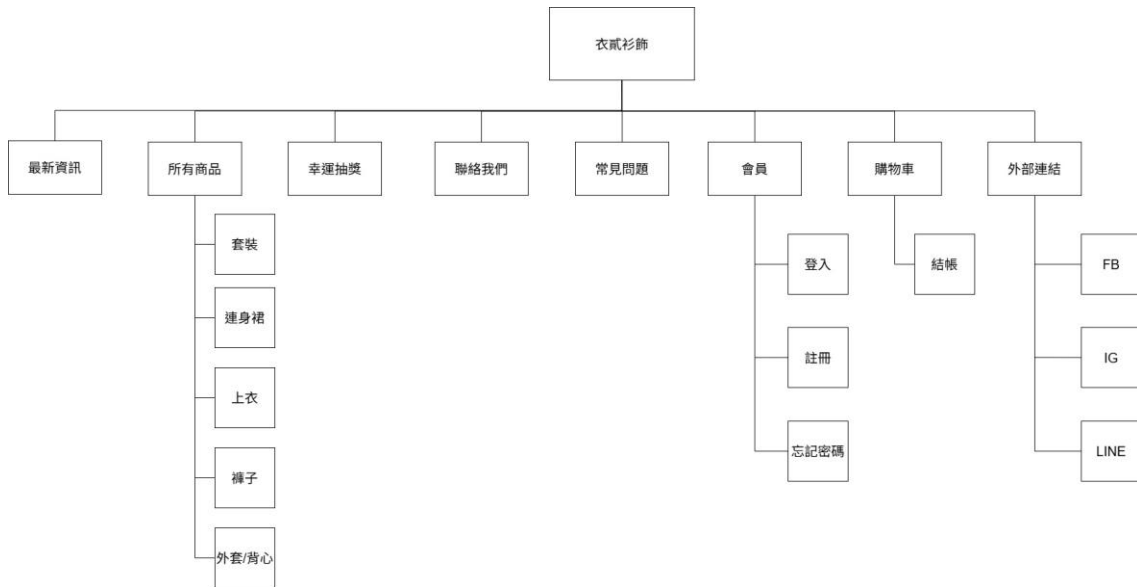 衣貳衫飾
最新資訊
所有商品
幸運抽獎
聯絡我們
常見問題
會員
購物車
外部連結
套裝
連身裙
上衣
褲子
外套/背心
登入
註冊
忘記密碼
結帳
FB
IG
LINE